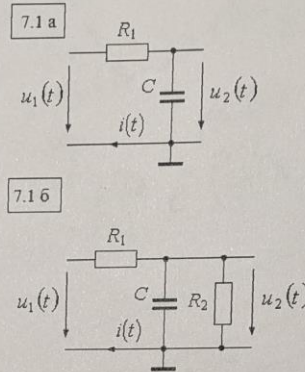 7.1 а
R₁
C
u₁(t)
u₂(t)
i(t)
7.1 б
R₁
C
R₂
u₁(t)
u₂(t)
i(t)